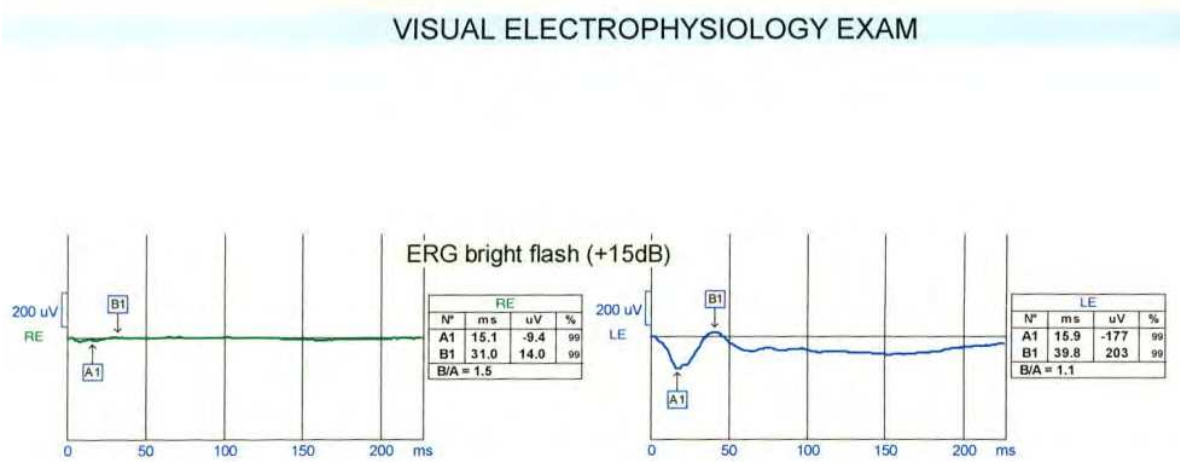 VISUAL ELECTROPHYSIOLOGY EXAM
ERG bright flash (+15dB)
200 uV
RE
B1
A1
0 50 100 150 200 ms
RE
N° ms uV %
A1 15.1 -9.4 99
B1 31.0 14.0 99
B/A = 1.5
200 uV
LE
B1
A1
0 50 100 150 200 ms
LE
N° ms uV %
A1 15.9 -177 99
B1 39.8 203 99
B/A = 1.1